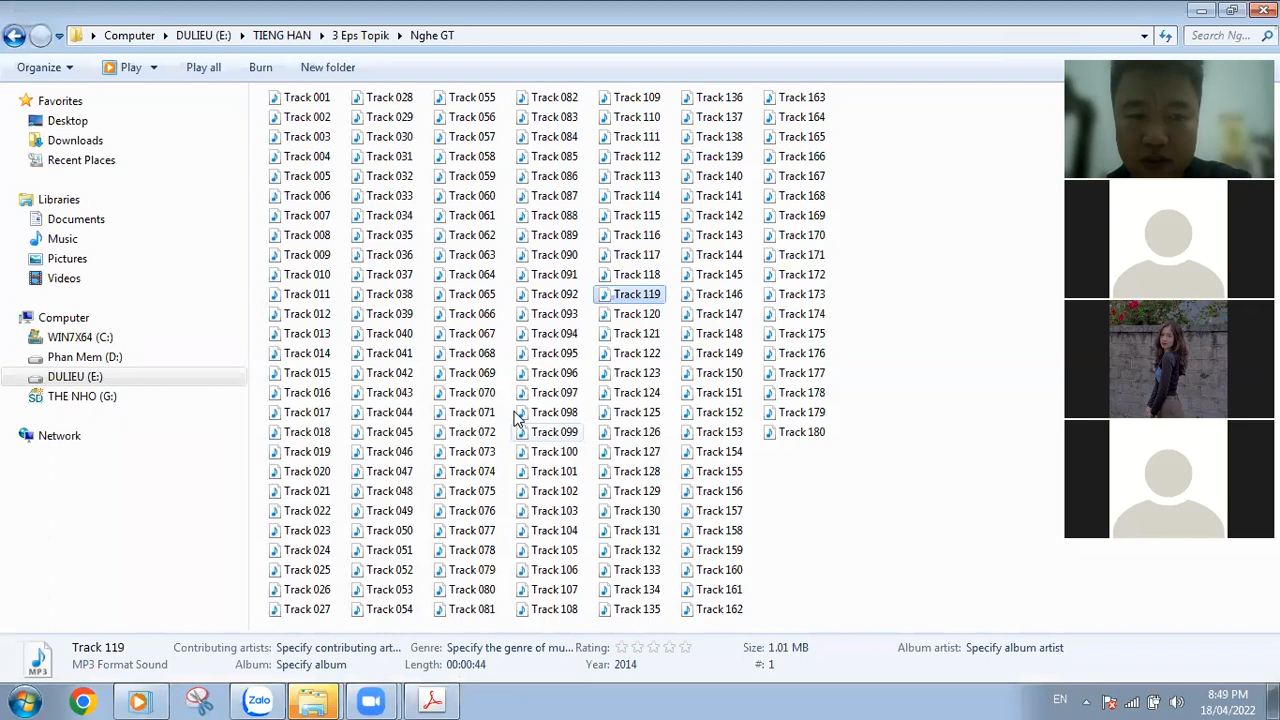 Computer ▸ DULIEU (E:) ▸ TIENG HAN ▸ 3 Eps Topik ▸ Nghe GT
Search Ng...
Organize Play Play all Burn New folder
Favorites
Desktop
Downloads
Recent Places
Libraries
Documents
Music
Pictures
Videos
Computer
WIN7X64 (C:)
Phan Mem (D:)
DULIEU (E:)
THE NHO (G:)
Network
Track 001 Track 028 Track 055 Track 082 Track 109 Track 136 Track 163
Track 002 Track 029 Track 056 Track 083 Track 110 Track 137 Track 164
Track 003 Track 030 Track 057 Track 084 Track 111 Track 138 Track 165
Track 004 Track 031 Track 058 Track 085 Track 112 Track 139 Track 166
Track 005 Track 032 Track 059 Track 086 Track 113 Track 140 Track 167
Track 006 Track 033 Track 060 Track 087 Track 114 Track 141 Track 168
Track 007 Track 034 Track 061 Track 088 Track 115 Track 142 Track 169
Track 008 Track 035 Track 062 Track 089 Track 116 Track 143 Track 170
Track 009 Track 036 Track 063 Track 090 Track 117 Track 144 Track 171
Track 010 Track 037 Track 064 Track 091 Track 118 Track 145 Track 172
Track 011 Track 038 Track 065 Track 092 Track 119 Track 146 Track 173
Track 012 Track 039 Track 066 Track 093 Track 120 Track 147 Track 174
Track 013 Track 040 Track 067 Track 094 Track 121 Track 148 Track 175
Track 014 Track 041 Track 068 Track 095 Track 122 Track 149 Track 176
Track 015 Track 042 Track 069 Track 096 Track 123 Track 150 Track 177
Track 016 Track 043 Track 070 Track 097 Track 124 Track 151 Track 178
Track 017 Track 044 Track 071 Track 098 Track 125 Track 152 Track 179
Track 018 Track 045 Track 072 Track 099 Track 126 Track 153 Track 180
Track 019 Track 046 Track 073 Track 100 Track 127 Track 154
Track 020 Track 047 Track 074 Track 101 Track 128 Track 155
Track 021 Track 048 Track 075 Track 102 Track 129 Track 156
Track 022 Track 049 Track 076 Track 103 Track 130 Track 157
Track 023 Track 050 Track 077 Track 104 Track 131 Track 158
Track 024 Track 051 Track 078 Track 105 Track 132 Track 159
Track 025 Track 052 Track 079 Track 106 Track 133 Track 160
Track 026 Track 053 Track 080 Track 107 Track 134 Track 161
Track 027 Track 054 Track 081 Track 108 Track 135 Track 162
Track 119 Contributing artists: Specify contributing art... Genre: Specify the genre of mu... Rating: Size: 1.01 MB Album artist: Specify album artist
MP3 Format Sound Album: Specify album Length: 00:00:44 Year: 2014 #: 1
MP3
Zalo
EN
8:49 PM
18/04/2022